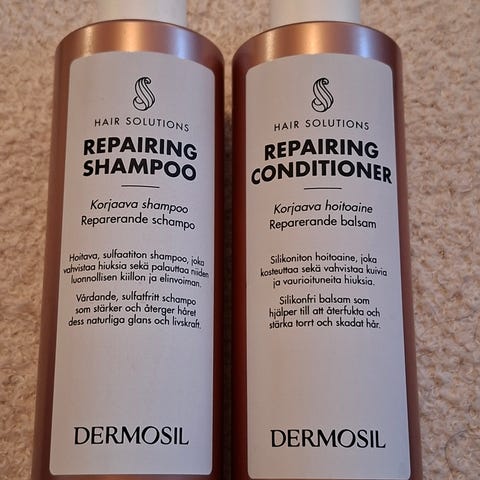 HAIR SOLUTIONS
REPAIRING
SHAMPOO
Korjaava shampoo
Reparerande schampo
Hoitava, sulfaatiton shampoo, joka
vahvistaa hiuksia sekä palauttaa niiden
luonnollisen kiillon ja elinvoiman.
Vårdande, sulfatfritt schampo
som stärker och återger håret
dess naturliga glans och livskraft.
DERMOSIL
HAIR SOLUTIONS
REPAIRING
CONDITIONER
Korjaava hoitoaine
Reparerande balsam
Silikoniton hoitoaine, joka
kosteuttaa sekä vahvistaa kuivia
ja vaurioituneita hiuksia.
Silikonfri balsam som
hjälper till att återfukta och
stärka torrt och skadat hår.
DERMOSIL